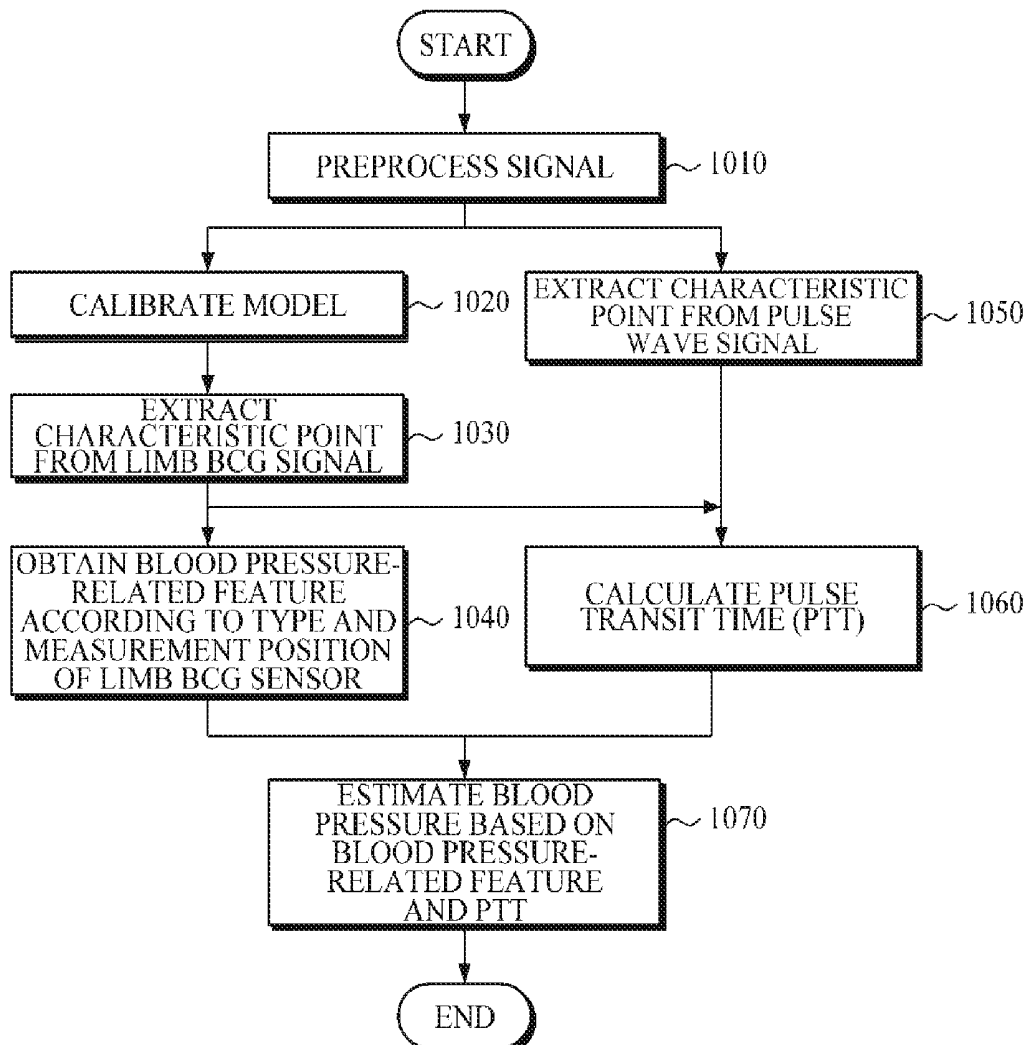 START
PREPROCESS SIGNAL
1010
CALIBRATE MODEL
1020
EXTRACT CHARACTERISTIC
POINT FROM PULSE
WAVE SIGNAL
1050
EXTRACT
CHARACTERISTIC POINT
FROM LIMB BCG SIGNAL
1030
OBTAIN BLOOD PRESSURE-
RELATED FEATURE
ACCORDING TO TYPE AND
MEASUREMENT POSITION
OF LIMB BCG SENSOR
1040
CALCULATE PULSE
TRANSIT TIME (PTT)
1060
ESTIMATE BLOOD
PRESSURE BASED ON
BLOOD PRESSURE-
RELATED FEATURE
AND PTT
1070
END